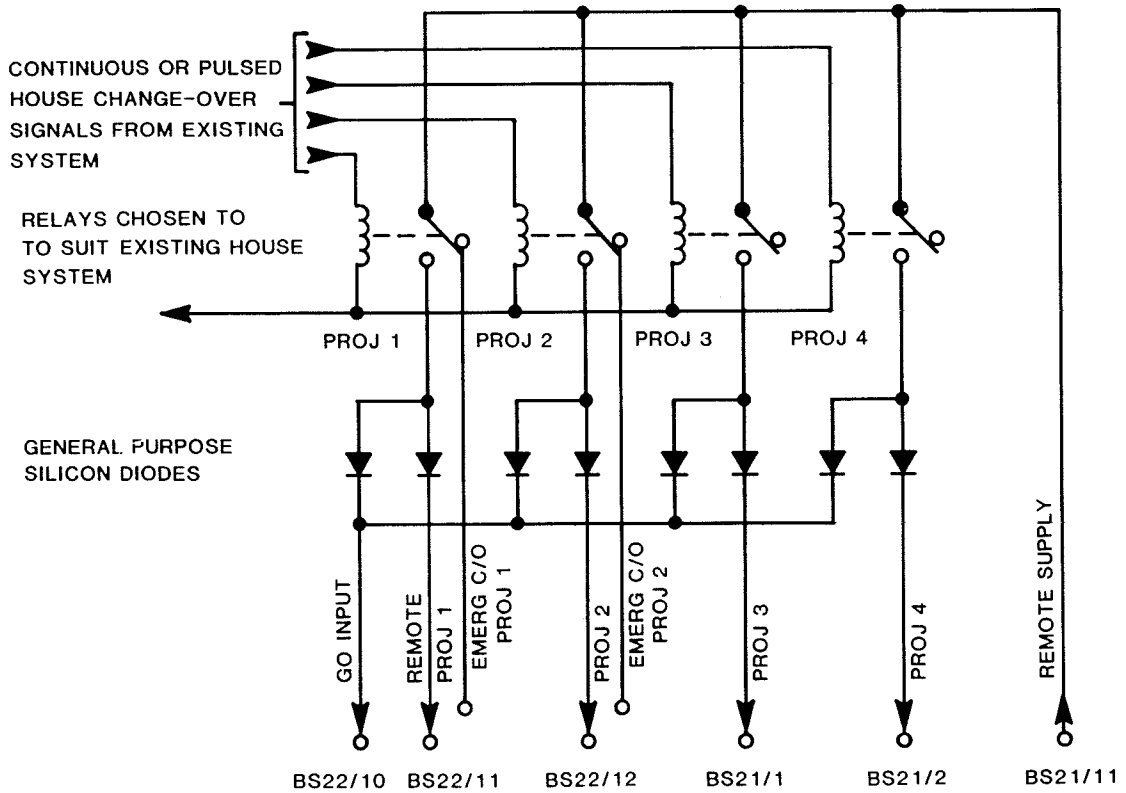 CONTINUOUS OR PULSED
HOUSE CHANGE-OVER
SIGNALS FROM EXISTING
SYSTEM
RELAYS CHOSEN TO
TO SUIT EXISTING HOUSE
SYSTEM
PROJ 1
PROJ 2
PROJ 3
PROJ 4
GENERAL PURPOSE
SILICON DIODES
GO INPUT
REMOTE
PROJ 1
EMERG C/O
PROJ 1
PROJ 2
EMERG C/O
PROJ 2
PROJ 3
PROJ 4
REMOTE SUPPLY
BS22/10
BS22/11
BS22/12
BS21/1
BS21/2
BS21/11